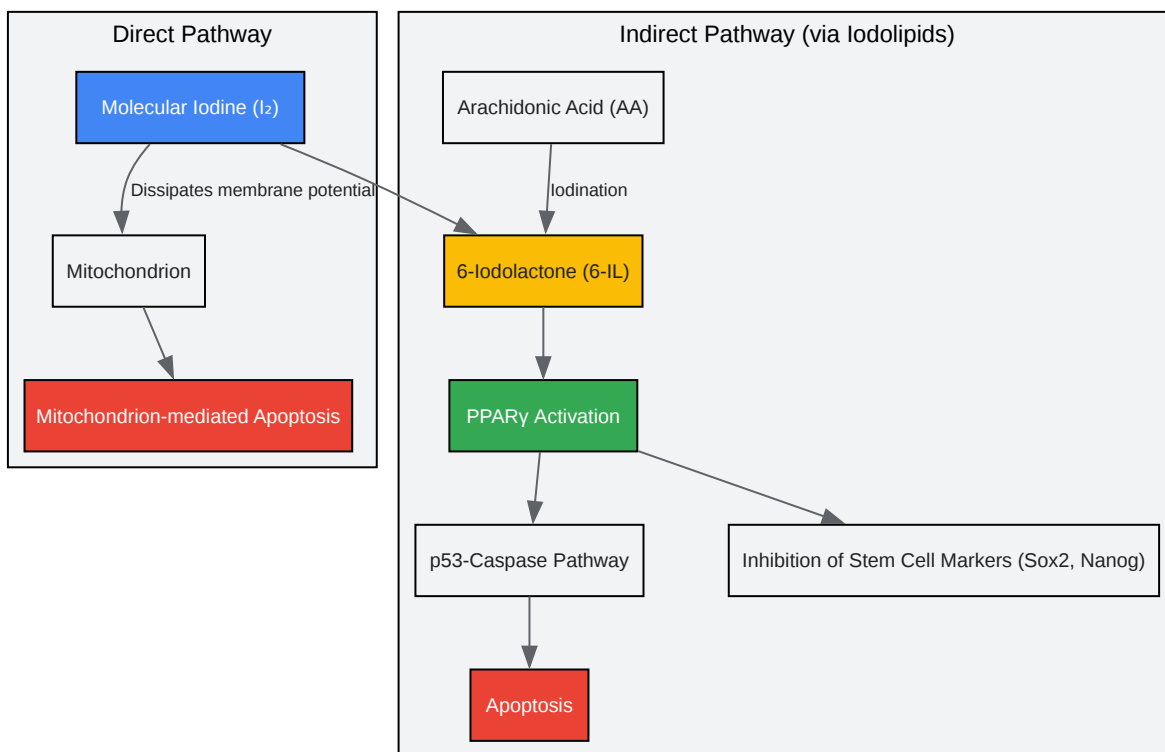 Direct Pathway
Molecular Iodine (I₂)
Dissipates membrane potential
Mitochondrion
Mitochondrion-mediated Apoptosis
Indirect Pathway (via Iodolipids)
Arachidonic Acid (AA)
Iodination
6-Iodolactone (6-IL)
PPARγ Activation
p53-Caspase Pathway
Inhibition of Stem Cell Markers (Sox2, Nanog)
Apoptosis